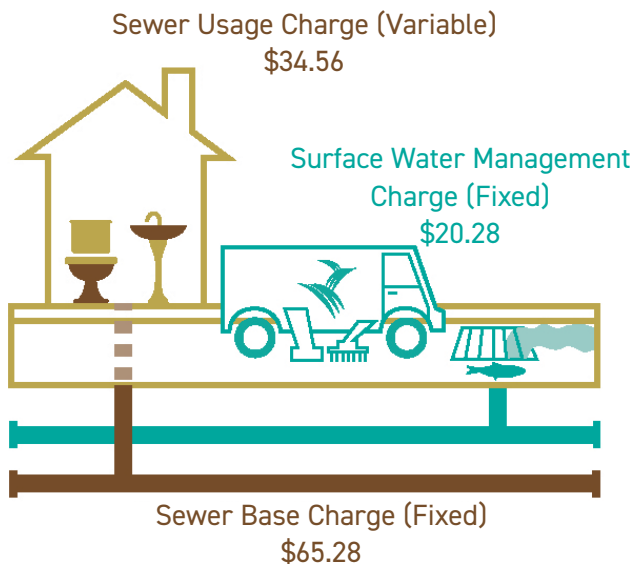 Sewer Usage Charge (Variable)
$34.56
Surface Water Management
Charge (Fixed)
$20.28
Sewer Base Charge (Fixed)
$65.28